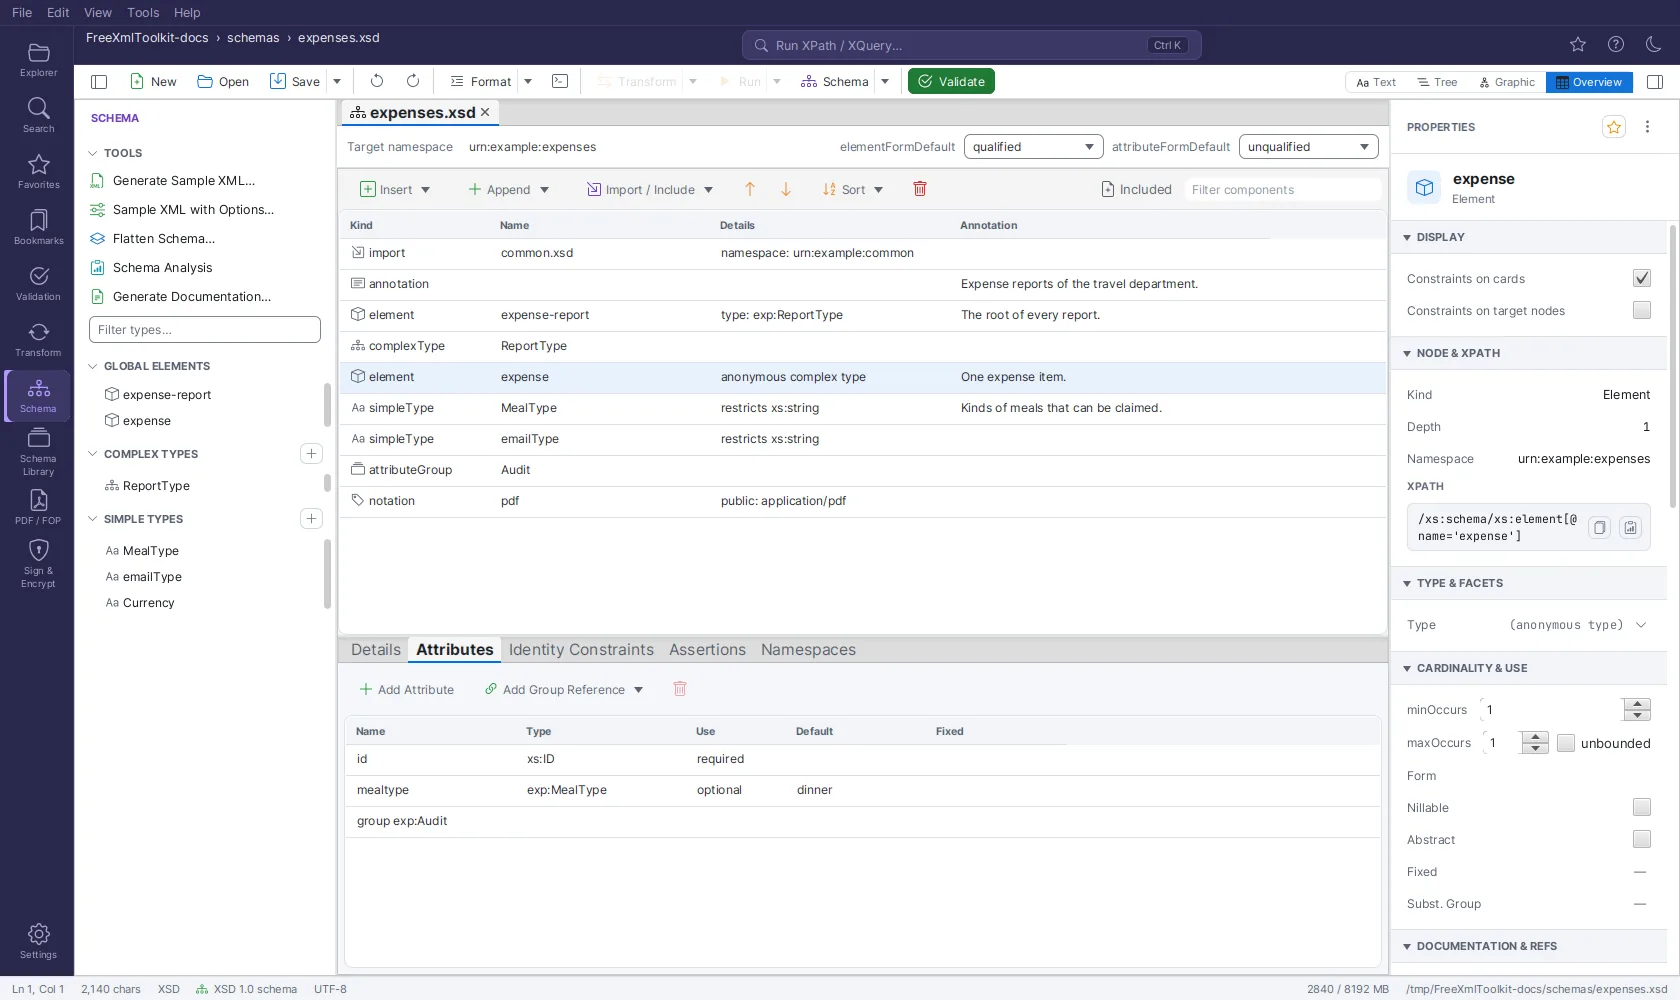 File Edit View Tools Help
FreeXmlToolkit-docs › schemas › expenses.xsd
Run XPath / XQuery... Ctrl K
New Open Save Format Transform Run Schema Validate Aa Text Tree Graphic Overview
Explorer
Search
Favorites
Bookmarks
Validation
Transform
Schema
Schema
Library
PDF / FOP
Sign &
Encrypt
Settings
SCHEMA
TOOLS
Generate Sample XML...
Sample XML with Options...
Flatten Schema...
Schema Analysis
Generate Documentation...
Filter types...
GLOBAL ELEMENTS
expense-report
expense
COMPLEX TYPES
ReportType
SIMPLE TYPES
Aa MealType
Aa emailType
Aa Currency
expenses.xsd
Target namespace urn:example:expenses elementFormDefault qualified attributeFormDefault unqualified
Insert Append Import / Include Sort Included Filter components
Kind Name Details Annotation
import common.xsd namespace: urn:example:common
annotation Expense reports of the travel department.
element expense-report type: exp:ReportType The root of every report.
complexType ReportType
element expense anonymous complex type One expense item.
Aa simpleType MealType restricts xs:string Kinds of meals that can be claimed.
Aa simpleType emailType restricts xs:string
attributeGroup Audit
notation pdf public: application/pdf
Details Attributes Identity Constraints Assertions Namespaces
Add Attribute Add Group Reference
Name Type Use Default Fixed
id xs:ID required
mealtype exp:MealType optional dinner
group exp:Audit
PROPERTIES
expense
Element
DISPLAY
Constraints on cards
Constraints on target nodes
NODE & XPATH
Kind Element
Depth 1
Namespace urn:example:expenses
XPATH
/xs:schema/xs:element[@
name='expense']
TYPE & FACETS
Type (anonymous type)
CARDINALITY & USE
minOccurs 1
maxOccurs 1 unbounded
Form
Nillable
Abstract
Fixed —
Subst. Group —
DOCUMENTATION & REFS
Ln 1, Col 1 2,140 chars XSD XSD 1.0 schema UTF-8 2840 / 8192 MB /tmp/FreeXmlToolkit-docs/schemas/expenses.xsd